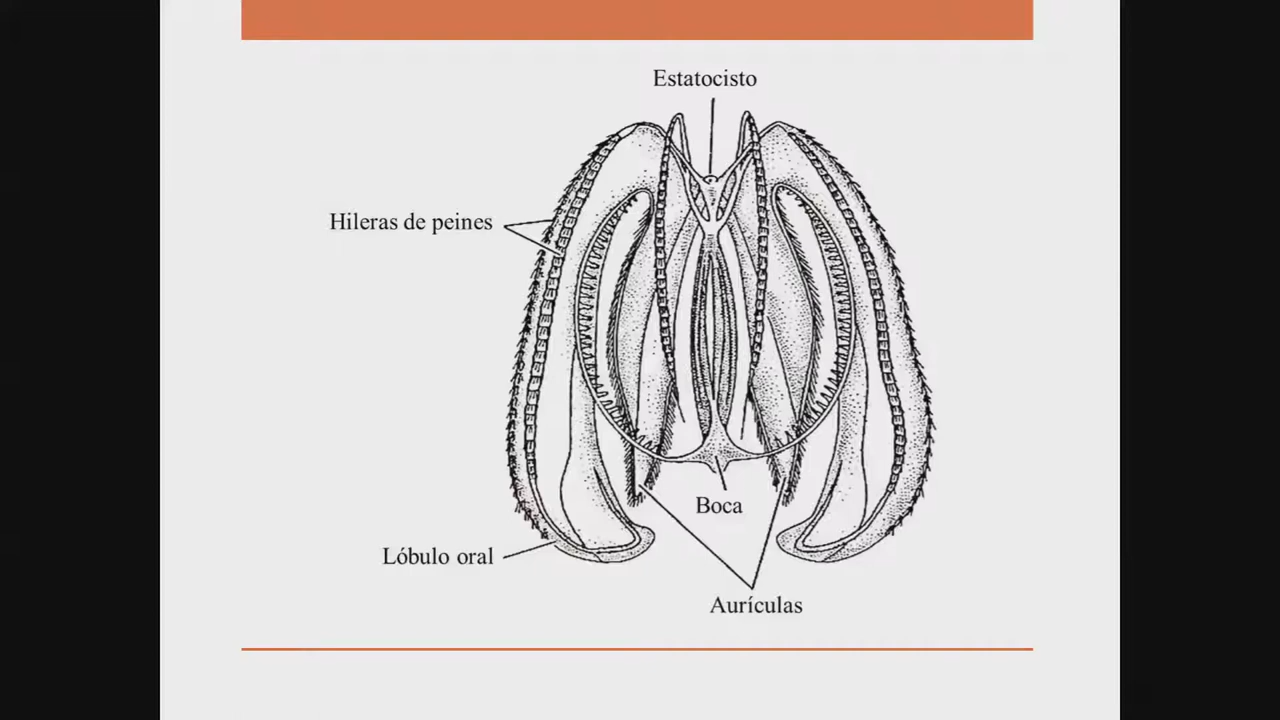 Estatocisto
Hileras de peines
Boca
Lóbulo oral
Aurículas